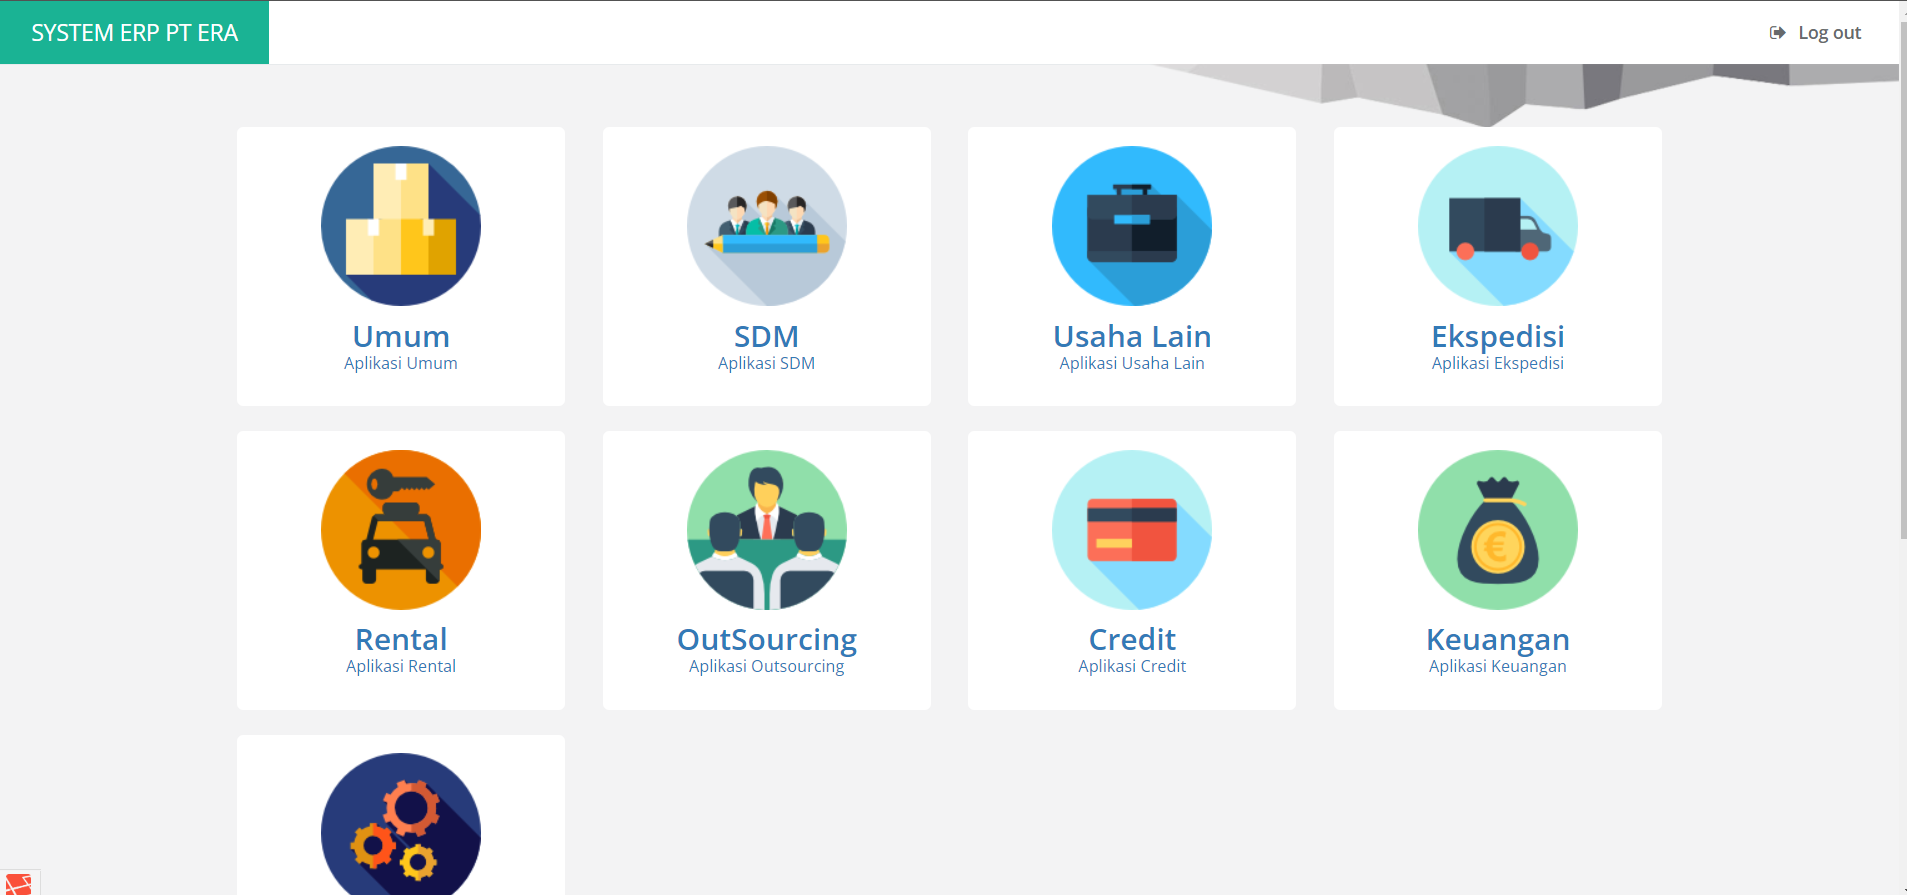 SYSTEM ERP PT ERA
Log out
Umum
Aplikasi Umum
SDM
Aplikasi SDM
Usaha Lain
Aplikasi Usaha Lain
Ekspedisi
Aplikasi Ekspedisi
Rental
Aplikasi Rental
OutSourcing
Aplikasi Outsourcing
Credit
Aplikasi Credit
Keuangan
Aplikasi Keuangan